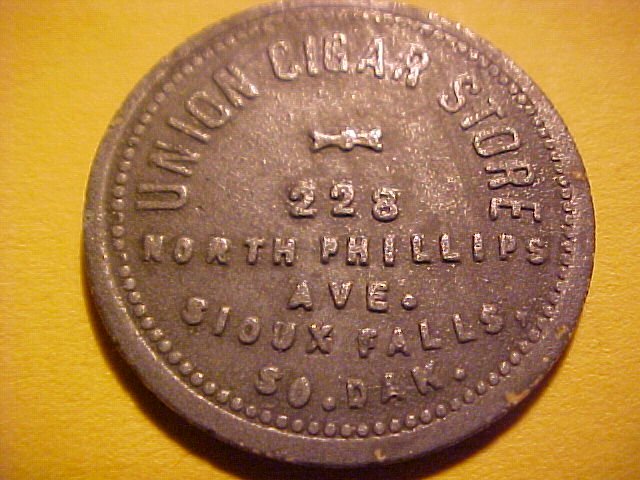 UNION CIGAR STORE
228
NORTH PHILLIPS
AVE.
SIOUX FALLS,
SO. DAK.